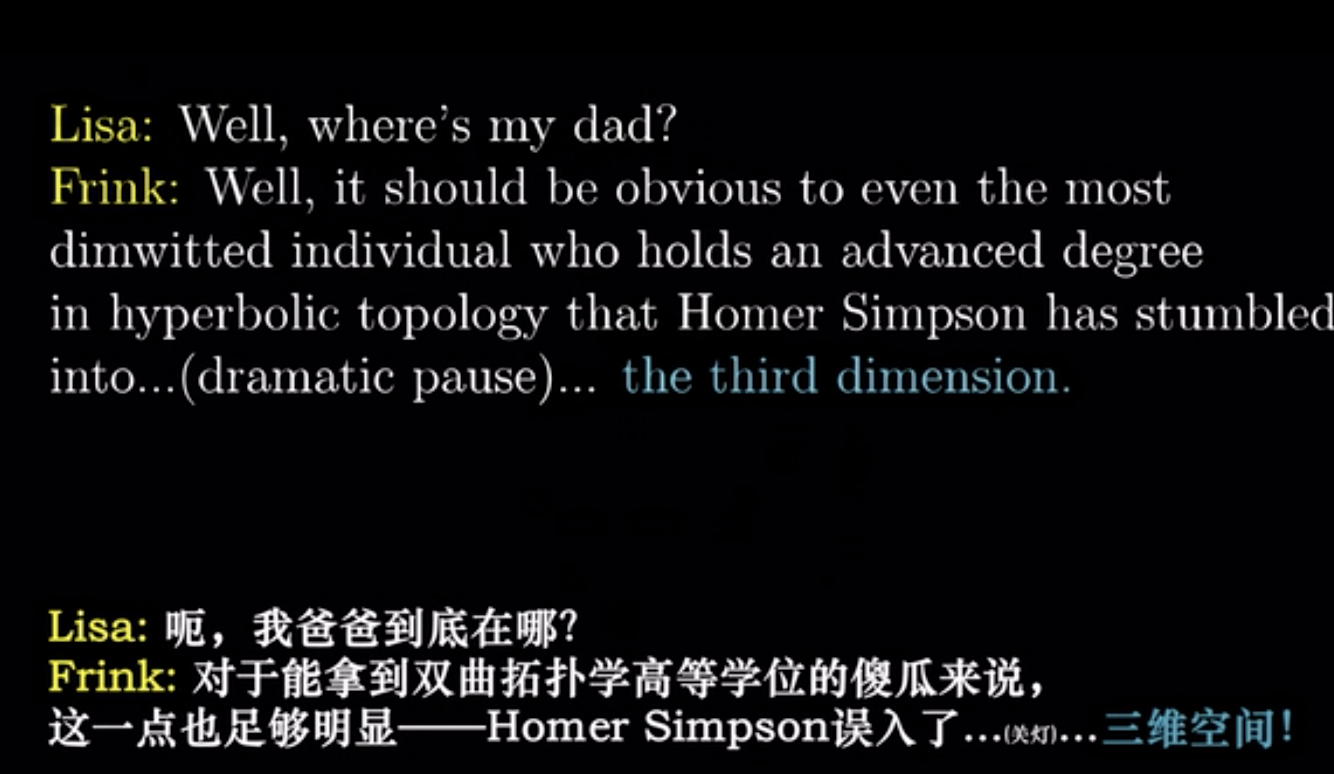 Lisa: Well, where's my dad?
Frink: Well, it should be obvious to even the most
dimwitted individual who holds an advanced degree
in hyperbolic topology that Homer Simpson has stumbled
into...(dramatic pause)... the third dimension.
Lisa: 呃，我爸爸到底在哪？
Frink: 对于能拿到双曲拓扑学高等学位的傻瓜来说，
这一点也足够明显——Homer Simpson误入了...(关灯)...三维空间！